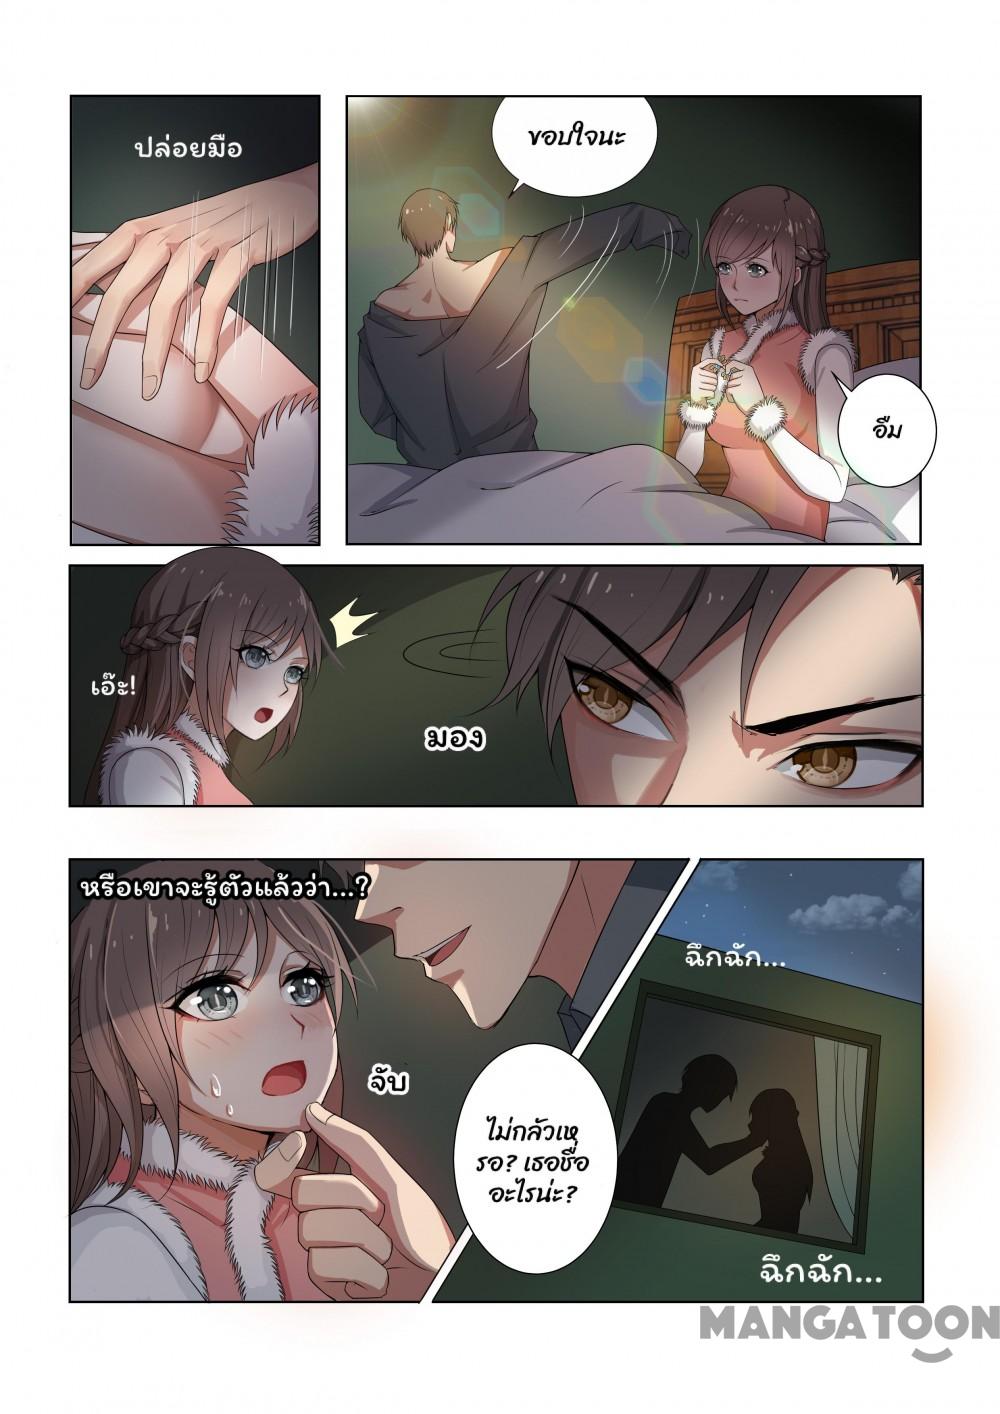 ปล่อยมือ
ขอบใจนะ
อืม
เอ๊ะ!
มอง
หรือเขาจะรู้ตัวแล้วว่า...?
จับ
ไม่กลัวเห
รอ? เธอชื่อ
อะไรน่ะ?
ฉึกฉัก...
ฉึกฉัก...
MANGATOON